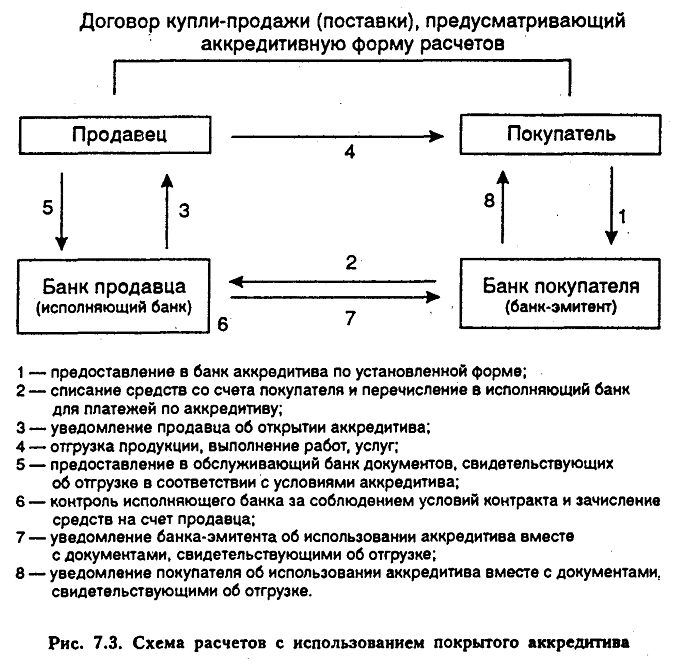 Договор купли-продажи (поставки), предусматривающий
аккредитивную форму расчетов
Продавец
4
Покупатель
5
3
8
1
Банк продавца
(исполняющий банк)
6
2
7
Банк покупателя
(банк-эмитент)
1 — предоставление в банк аккредитива по установленной форме;
2 — списание средств со счета покупателя и перечисление в исполняющий банк
для платежей по аккредитиву;
3 — уведомление продавца об открытии аккредитива;
4 — отгрузка продукции, выполнение работ, услуг;
5 — предоставление в обслуживающий банк документов, свидетельствующих
об отгрузке в соответствии с условиями аккредитива;
6 — контроль исполняющего банка за соблюдением условий контракта и зачисление
средств на счет продавца;
7 — уведомление банка-эмитента об использовании аккредитива вместе
с документами, свидетельствующими об отгрузке;
8 — уведомление покупателя об использовании аккредитива вместе с документами,
свидетельствующими об отгрузке.
Рис. 7.3. Схема расчетов с использованием покрытого аккредитива